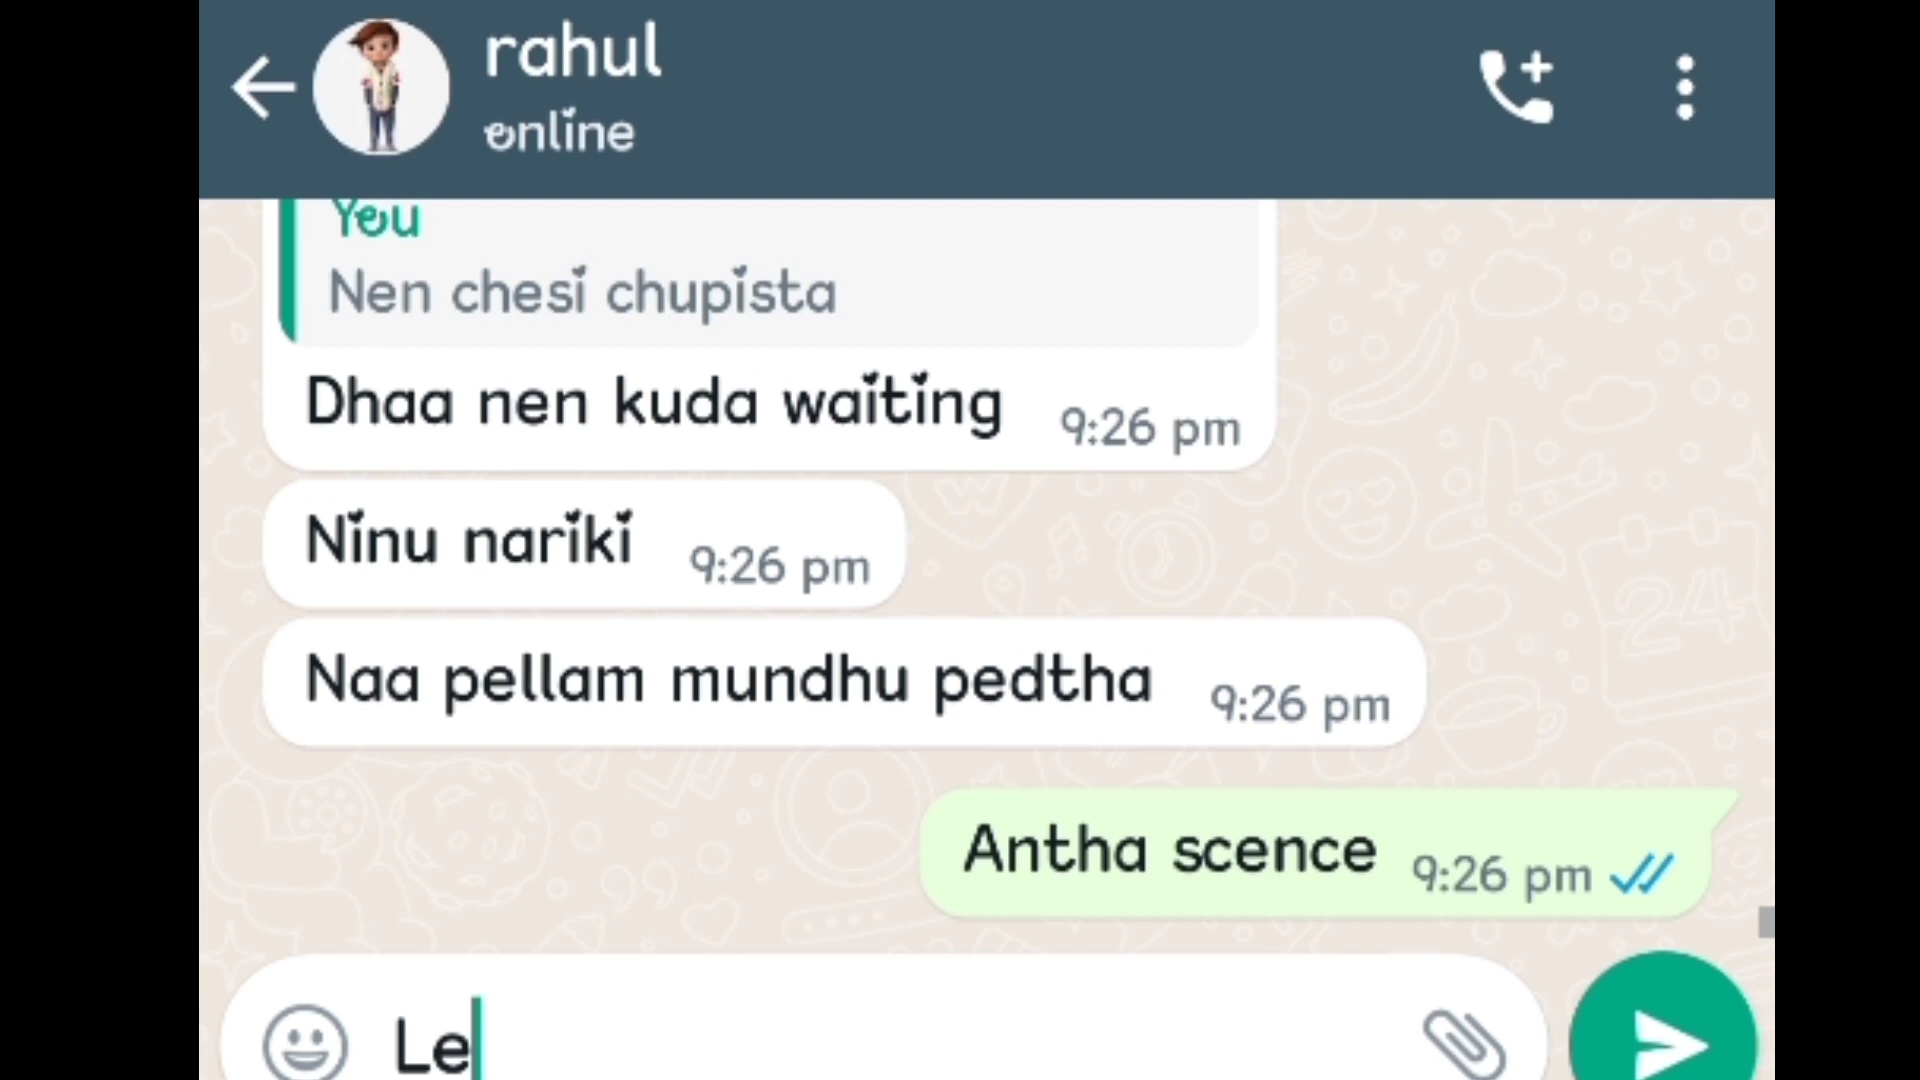 rahul
online
You
Nen chesi chupista
Dhaa nen kuda waiting 9:26 pm
Ninu nariki 9:26 pm
Naa pellam mundhu pedtha 9:26 pm
Antha scence 9:26 pm
Le